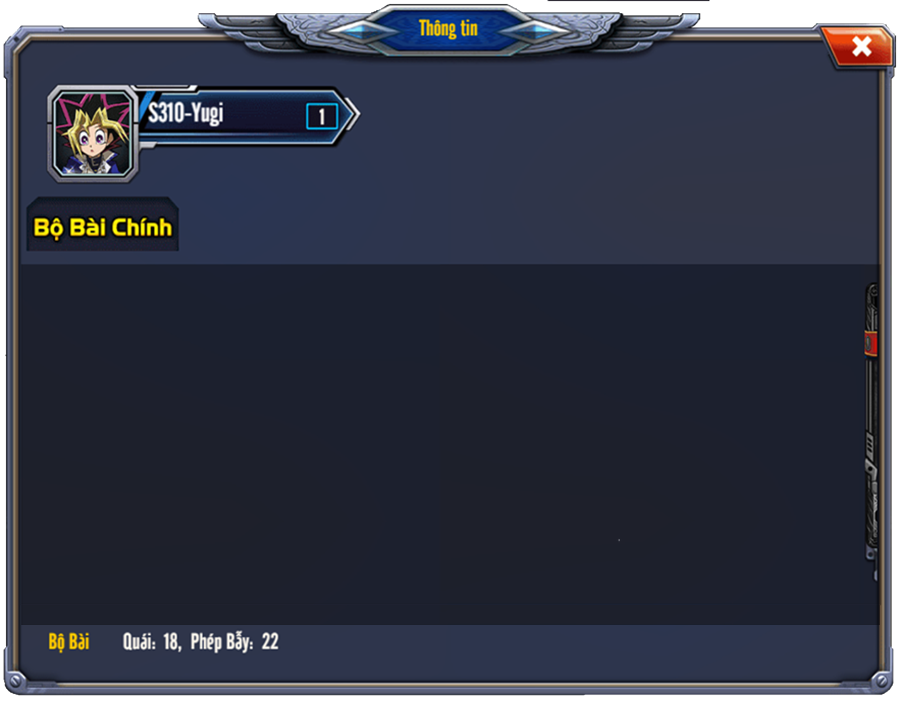 Thông tin
S310-Yugi 1
Bộ Bài Chính
Bộ Bài Quái: 18, Phép Bẫy: 22